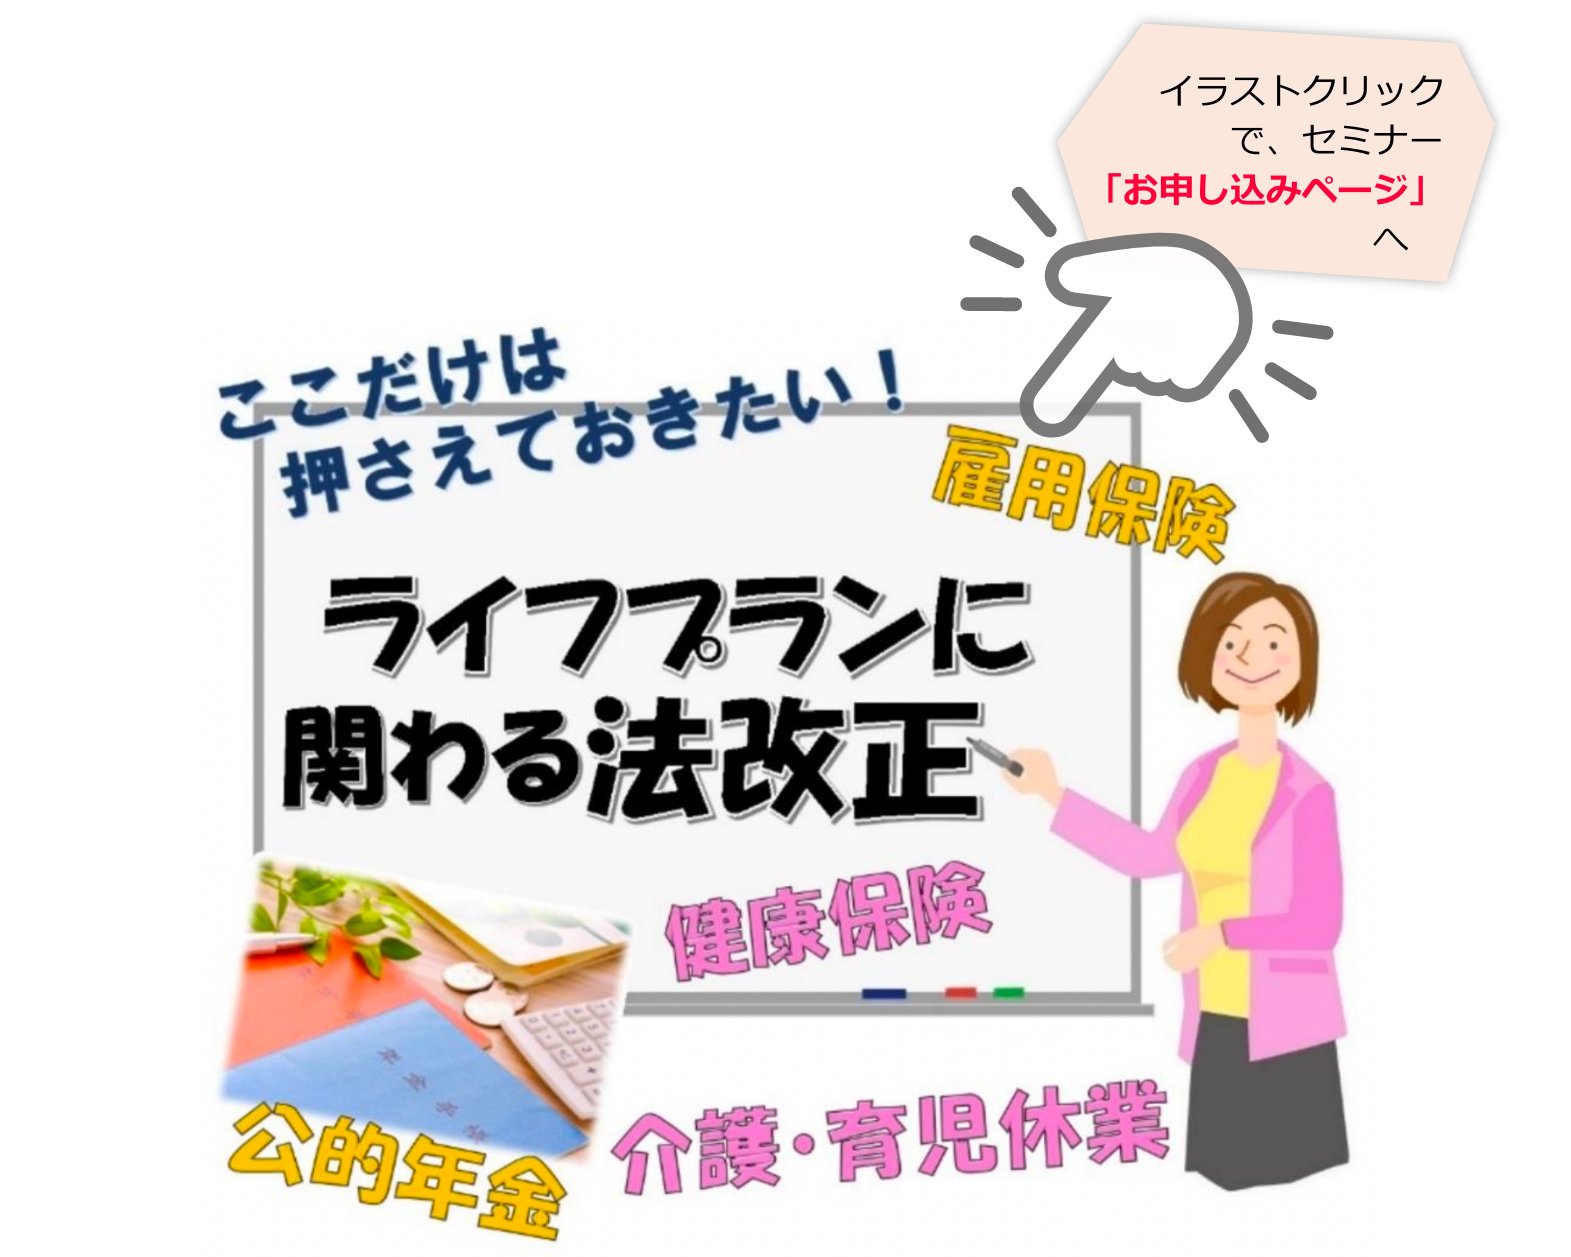 イラストクリック
で、セミナー
「お申し込みページ」
へ
ここだけは
押さえておきたい！
雇用保険
ライフプランに
関わる法改正
健康保険
介護・育児休業
公的年金